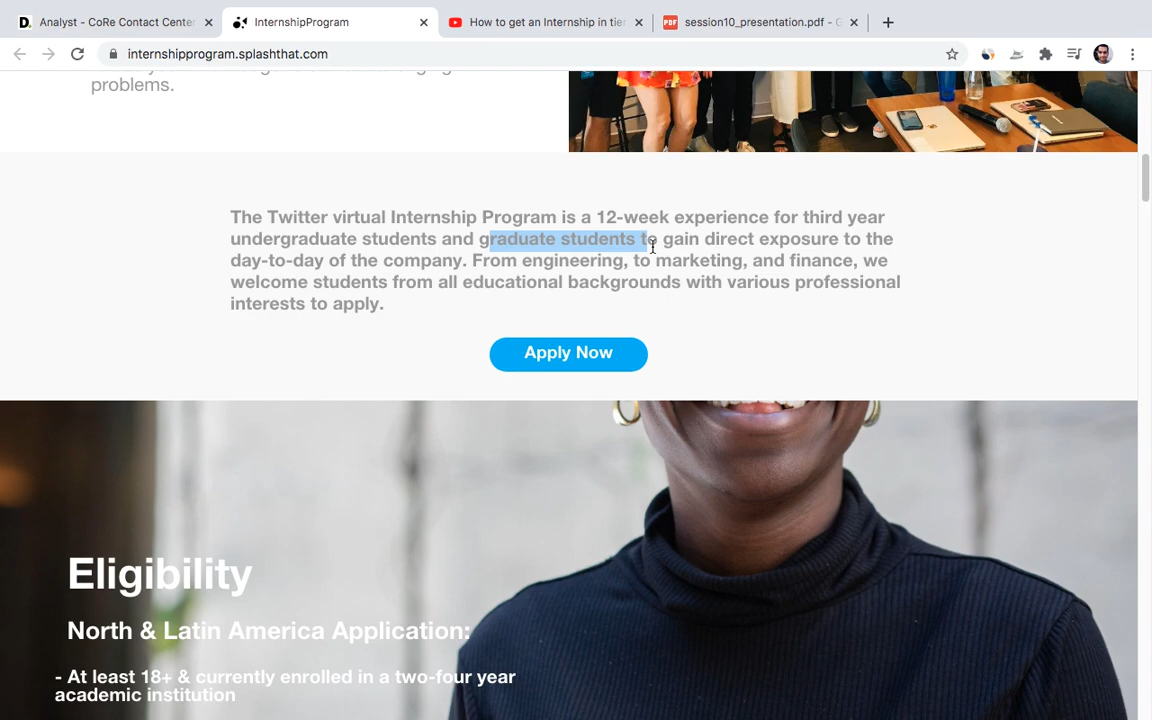 Analyst - CoRe Contact Center
InternshipProgram
How to get an Internship in tier
session10_presentation.pdf - G
internshipprogram.splashthat.com
problems.
The Twitter virtual Internship Program is a 12-week experience for third year
undergraduate students and graduate students to gain direct exposure to the
day-to-day of the company. From engineering, to marketing, and finance, we
welcome students from all educational backgrounds with various professional
interests to apply.
Apply Now
Eligibility
North & Latin America Application:
- At least 18+ & currently enrolled in a two-four year
academic institution